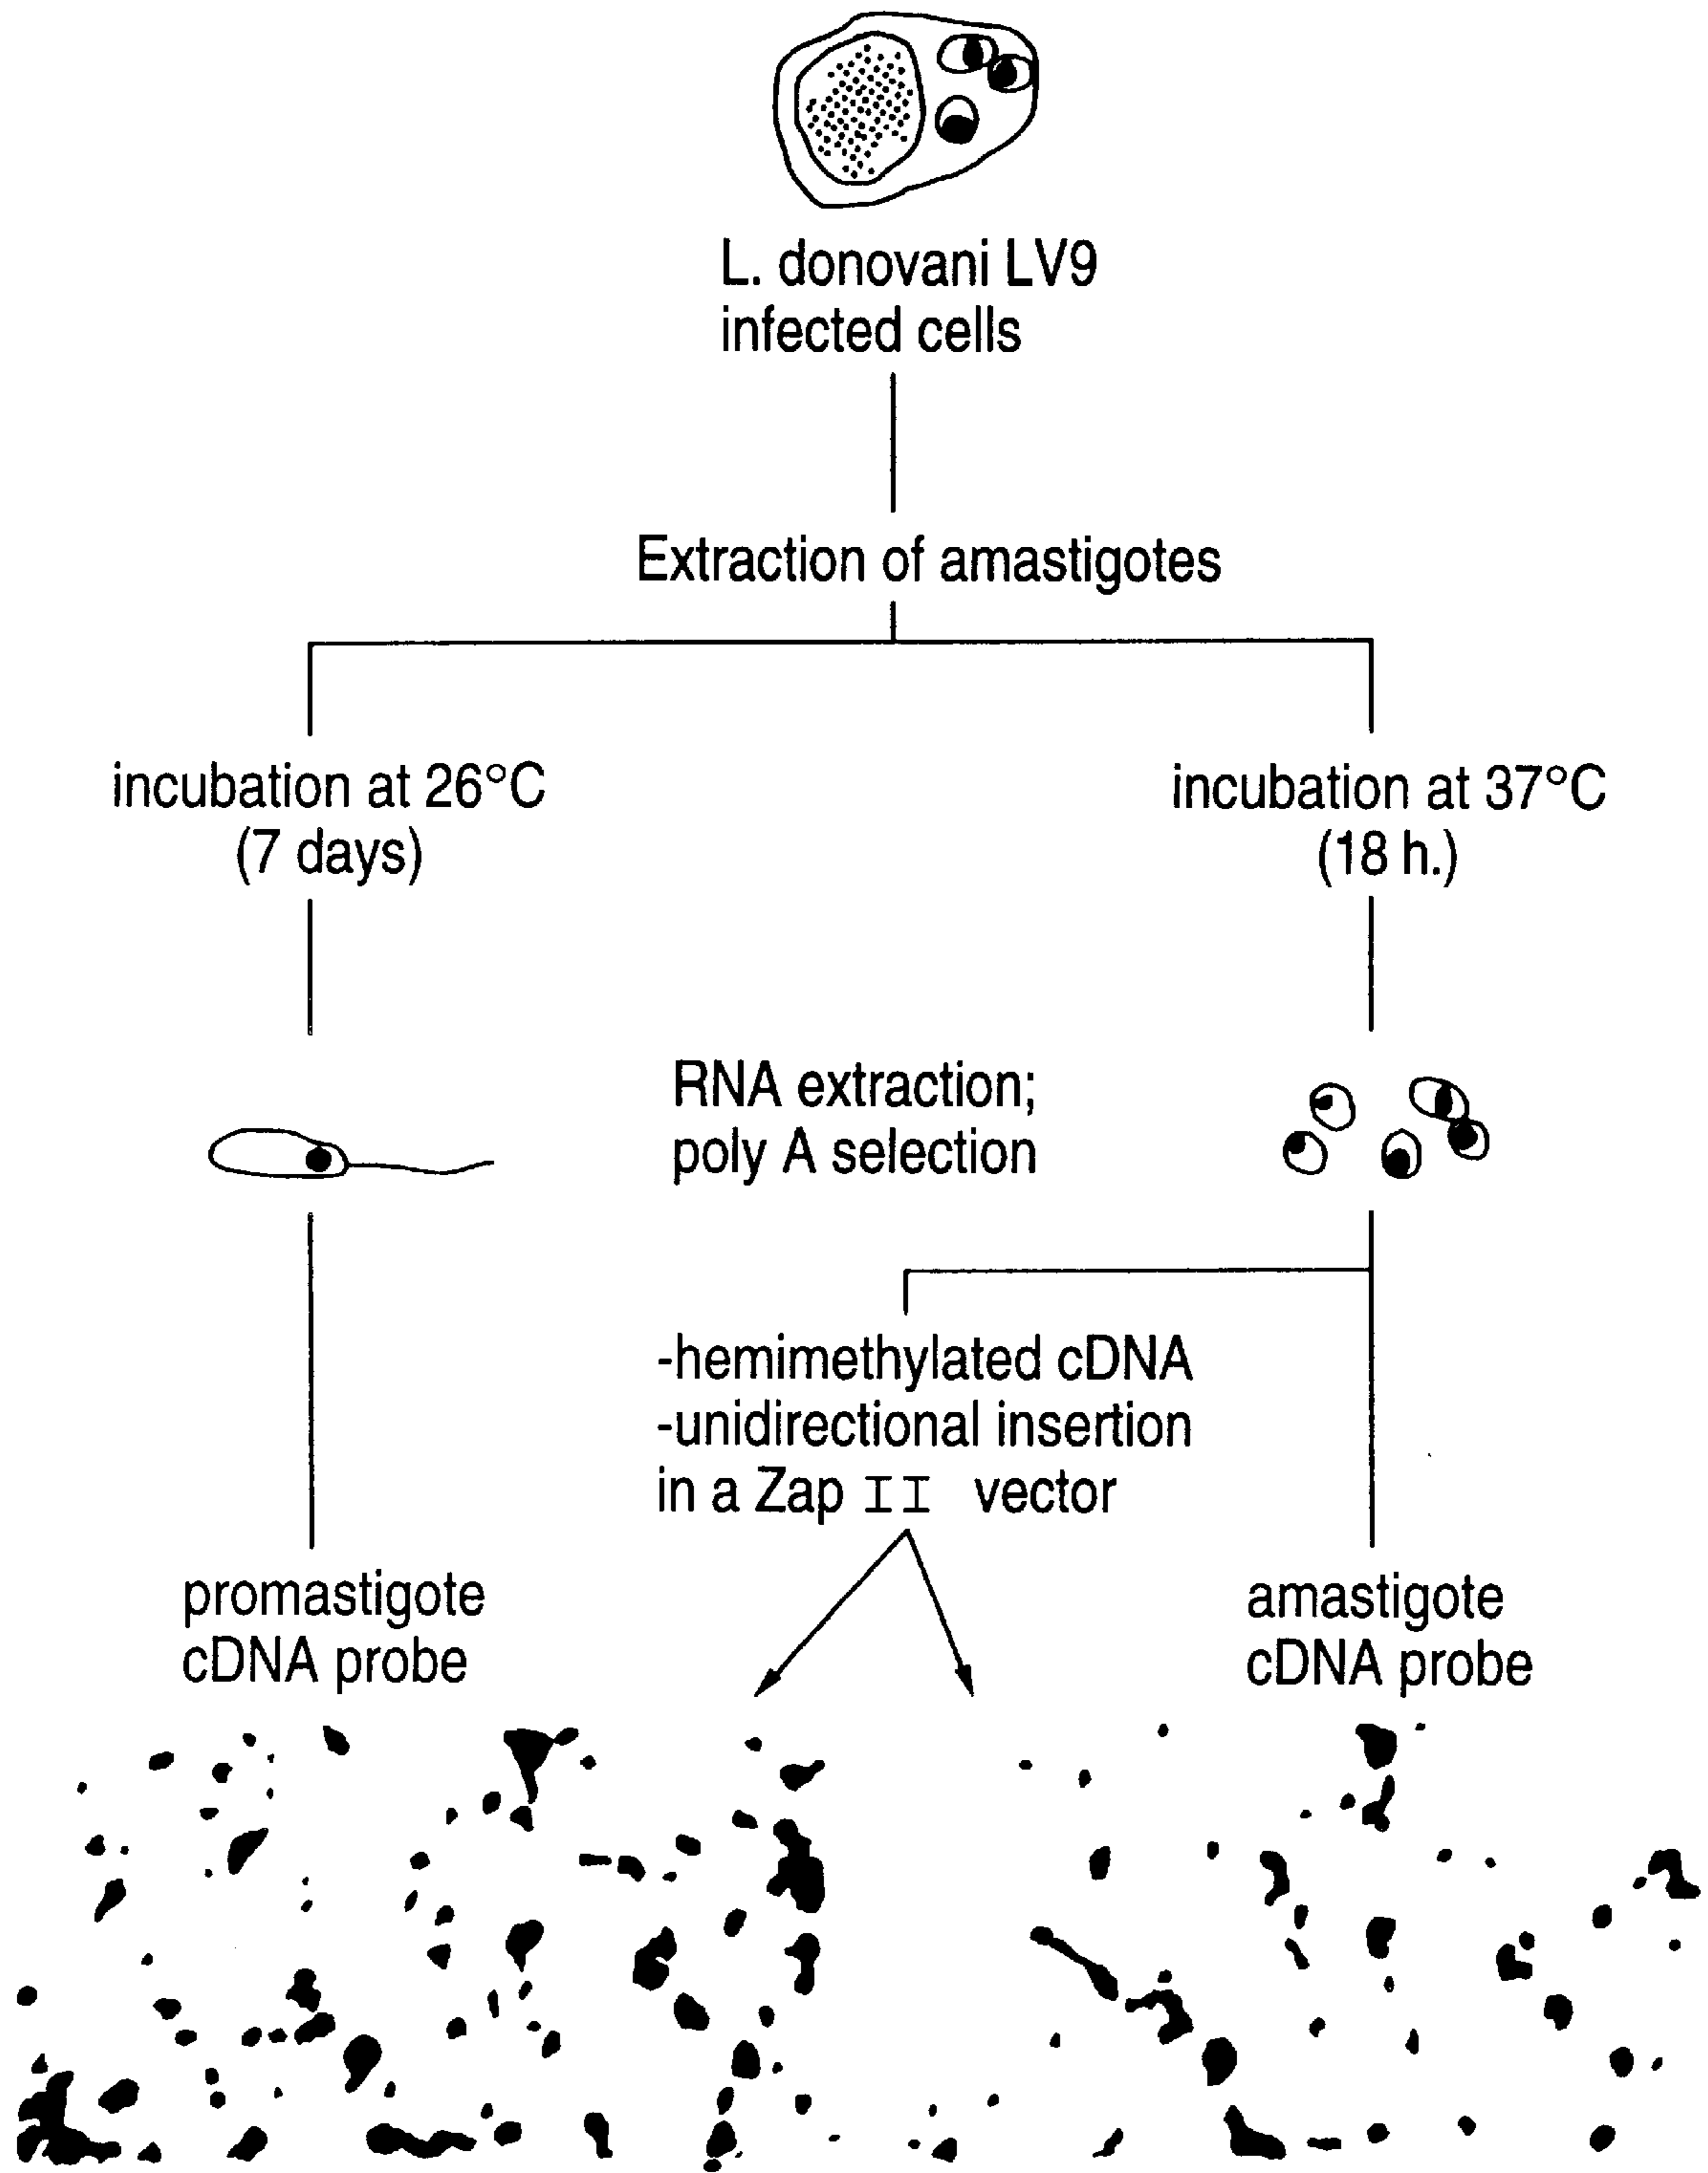 L. donovani LV9
infected cells
Extraction of amastigotes
incubation at 26°C
(7 days)
incubation at 37°C
(18 h.)
RNA extraction;
poly A selection
-hemimethylated cDNA
-unidirectional insertion
in a Zap II vector
promastigote
cDNA probe
amastigote
cDNA probe